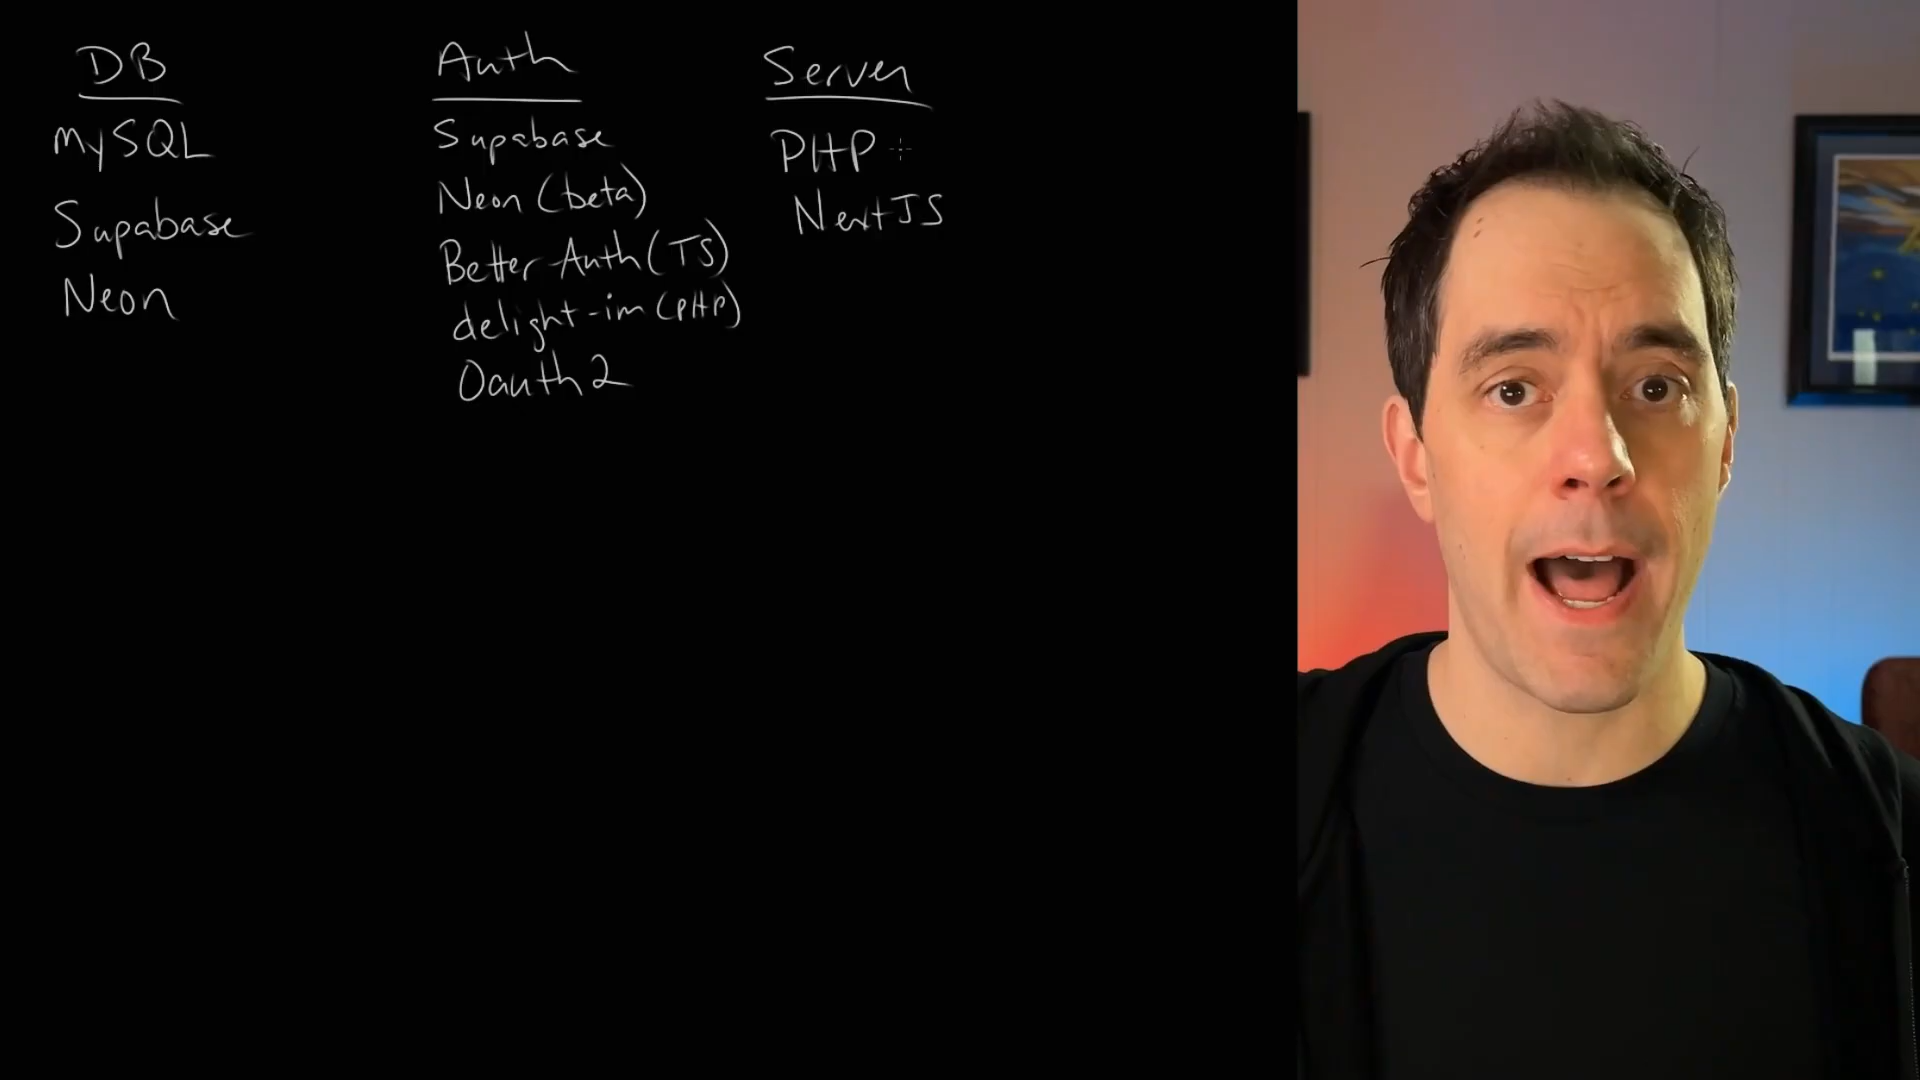 DB
MySQL
Supabase
Neon
Auth
Supabase
Neon (beta)
Better-Auth (TS)
delight-im (PHP)
Oauth2
Server
PHP
NextJS